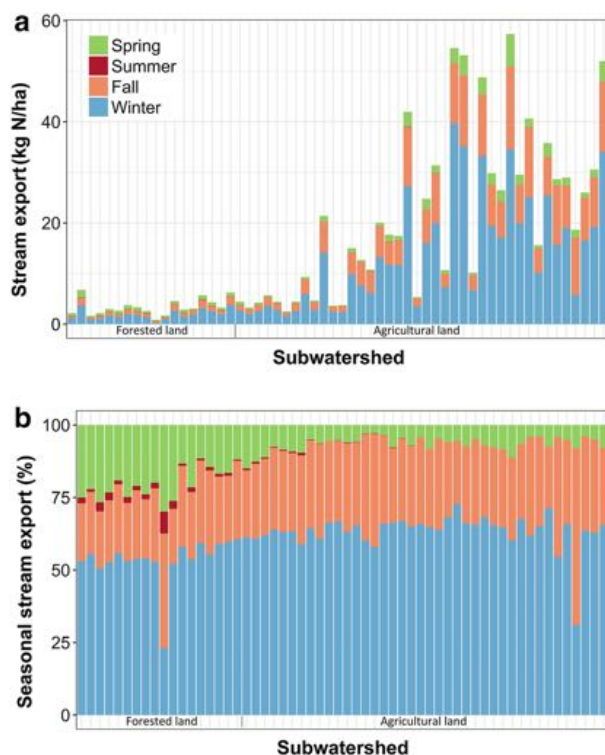 a
60
40
20
0
Stream export (kg N/ha)
Spring
Summer
Fall
Winter
Forested land
Agricultural land
Subwatershed
b
100
75
50
25
0
Seasonal stream export (%)
Forested land
Agricultural land
Subwatershed